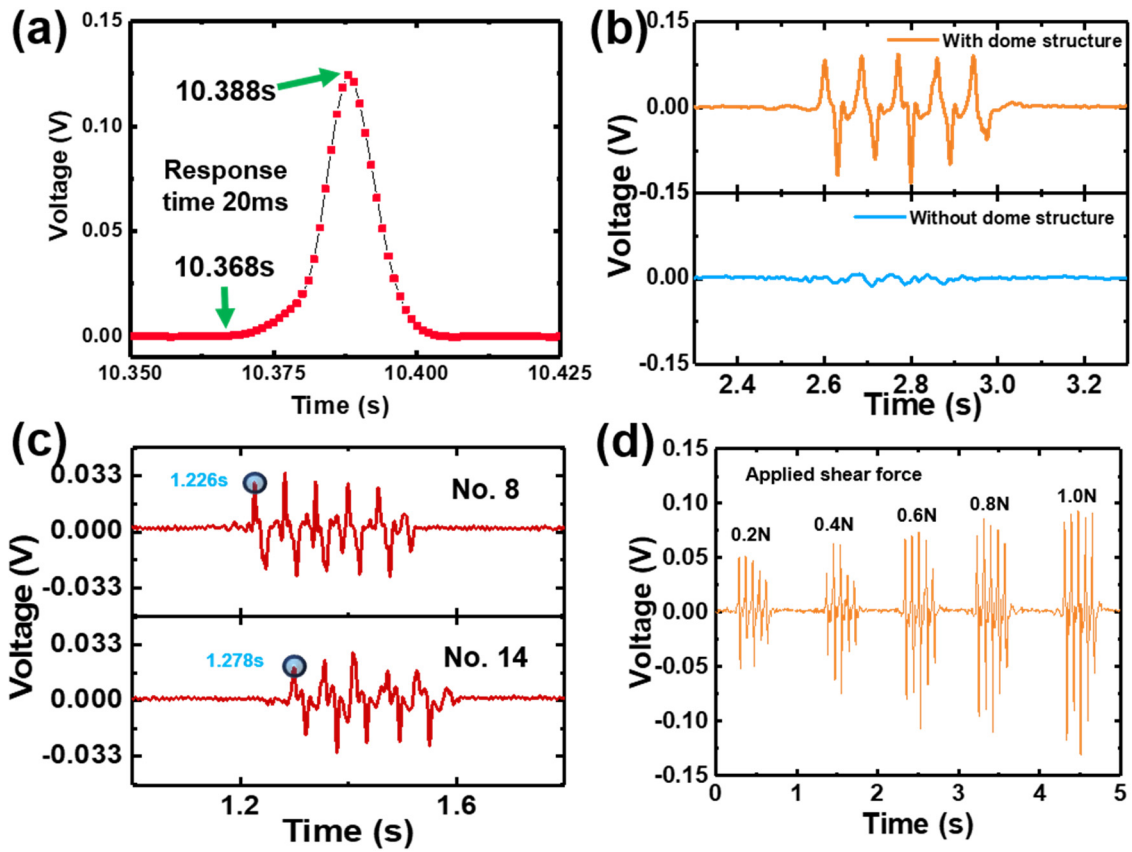 (a)
0.15
0.10
0.05
0.00
Voltage (V)
10.388s
Response
time 20ms
10.368s
10.350
10.375
10.400
10.425
Time (s)
(b)
0.15
0.00
-0.15
0.00
-0.15
Voltage (V)
With dome structure
Without dome structure
2.4
2.6
2.8
3.0
3.2
Time (s)
(c)
0.033
0.000
-0.033
0.033
0.000
-0.033
Voltage (V)
1.226s
No. 8
1.278s
No. 14
1.2
1.6
Time (s)
(d)
0.15
0.10
0.05
0.00
-0.05
-0.10
-0.15
Voltage (V)
Applied shear force
0.2N
0.4N
0.6N
0.8N
1.0N
0
1
2
3
4
5
Time (s)